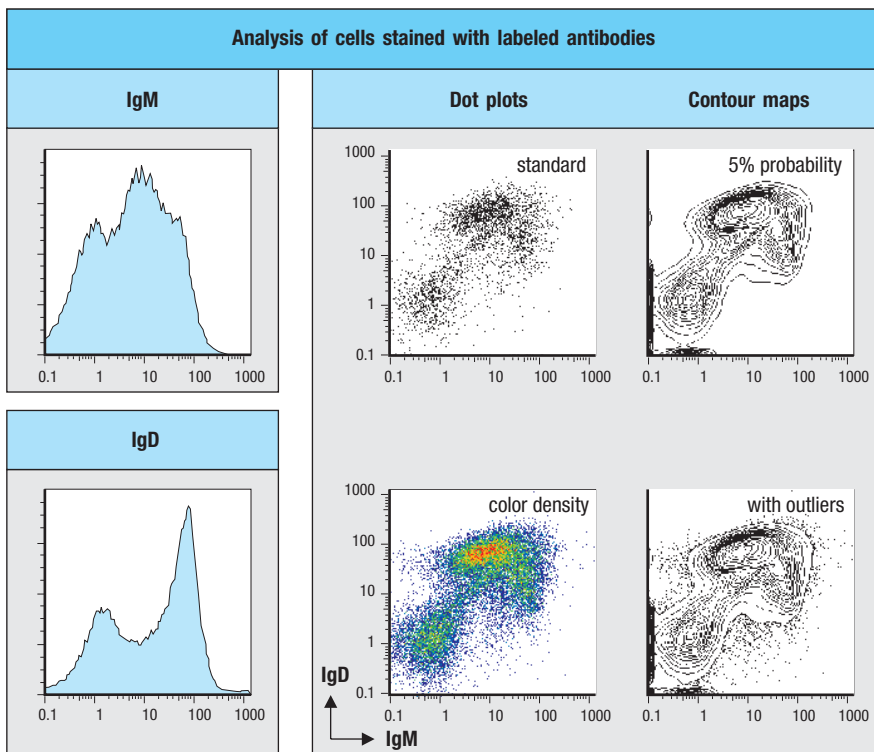 Analysis of cells stained with labeled antibodies
IgM
Dot plots
Contour maps
0.1 1 10 100 1000
standard
1000
100
10
1
0.1
0.1 1 10 100 1000
5% probability
0.1 1 10 100 1000
IgD
0.1 1 10 100 1000
color density
1000
100
10
1
0.1
0.1 1 10 100 1000
with outliers
0.1 1 10 100 1000
IgD
IgM